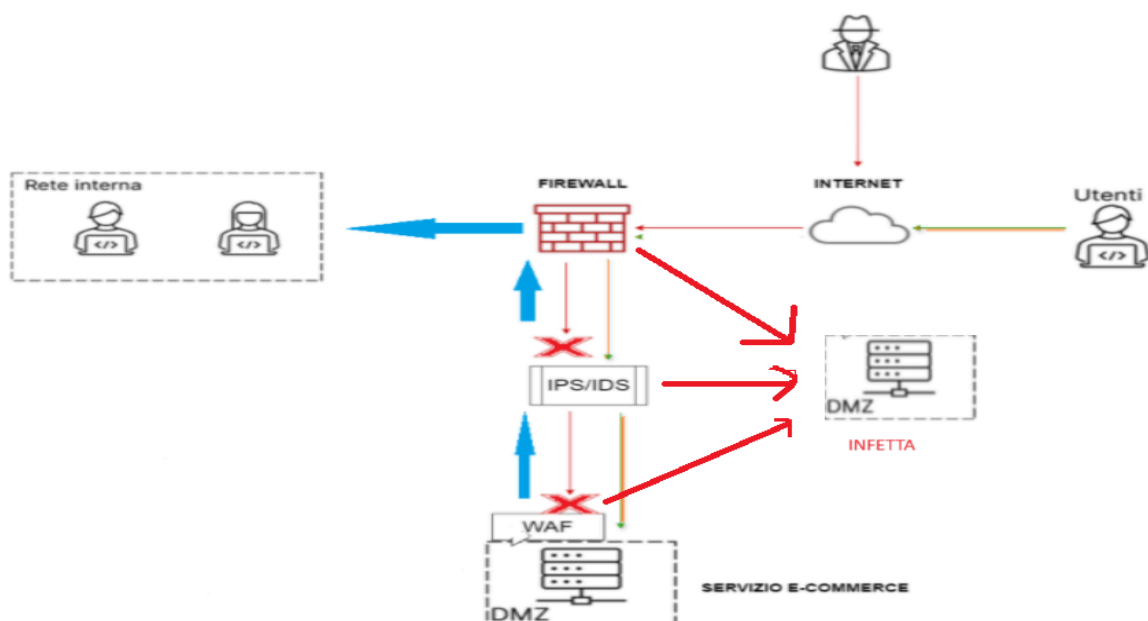 FIREWALL
INTERNET
Rete interna
Utenti
</>
</>
</>
IPS/IDS
DMZ
INFETTA
WAF
SERVIZIO E-COMMERCE
DMZ